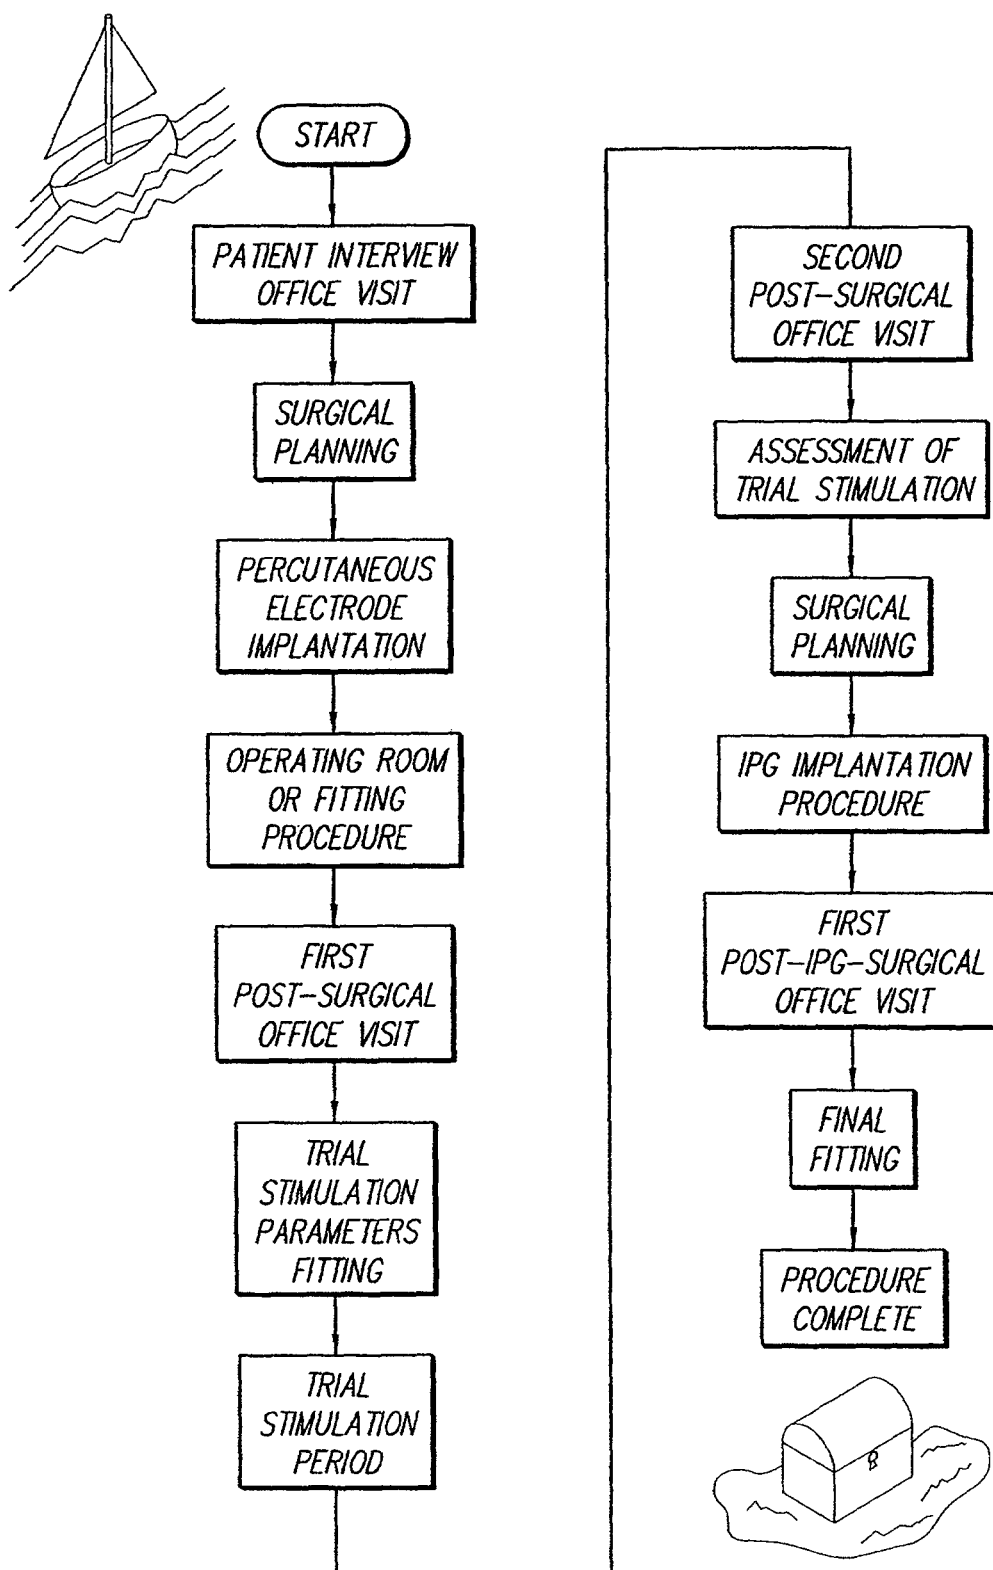 START
PATIENT INTERVIEW
OFFICE VISIT
SURGICAL
PLANNING
PERCUTANEOUS
ELECTRODE
IMPLANTATION
OPERATING ROOM
OR FITTING
PROCEDURE
FIRST
POST-SURGICAL
OFFICE VISIT
TRIAL
STIMULATION
PARAMETERS
FITTING
TRIAL
STIMULATION
PERIOD
SECOND
POST-SURGICAL
OFFICE VISIT
ASSESSMENT OF
TRIAL STIMULATION
SURGICAL
PLANNING
IPG IMPLANTATION
PROCEDURE
FIRST
POST-IPG-SURGICAL
OFFICE VISIT
FINAL
FITTING
PROCEDURE
COMPLETE